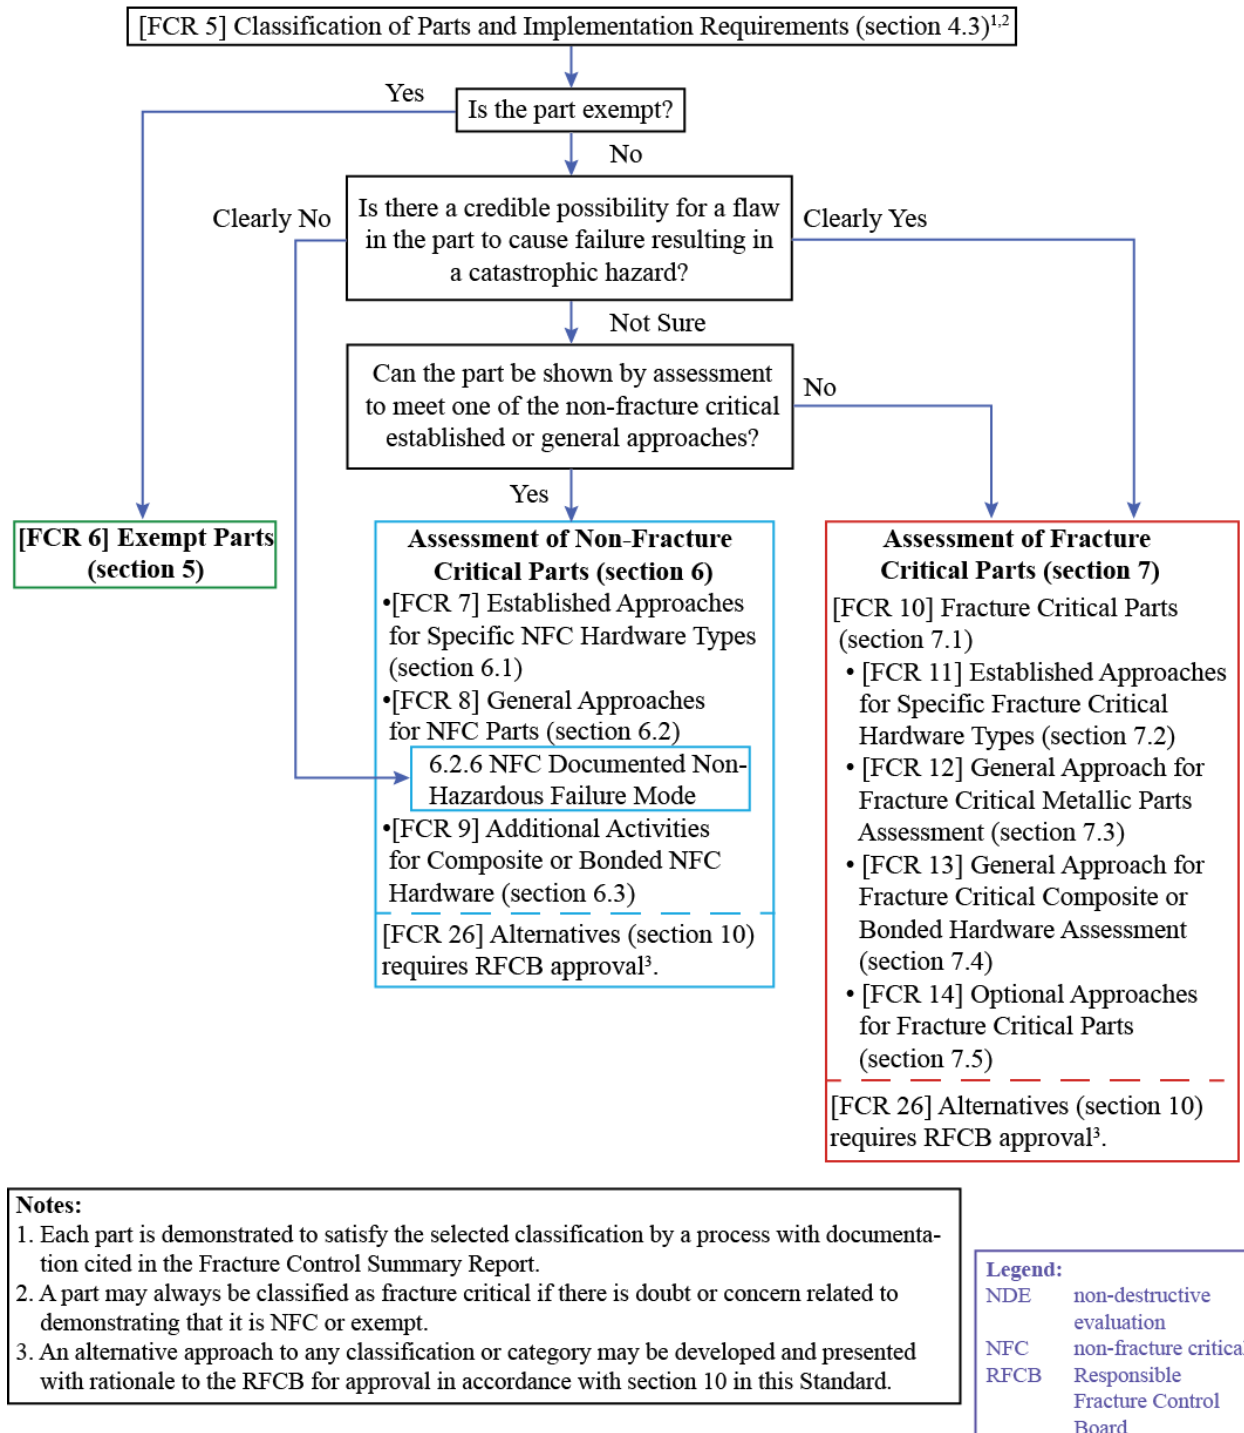 [FCR 5] Classification of Parts and Implementation Requirements (section 4.3)¹,²
Yes
Is the part exempt?
No
Clearly No
Is there a credible possibility for a flaw
in the part to cause failure resulting in
a catastrophic hazard?
Clearly Yes
Not Sure
Can the part be shown by assessment
to meet one of the non-fracture critical
established or general approaches?
No
Yes
[FCR 6] Exempt Parts
(section 5)
Assessment of Non-Fracture
Critical Parts (section 6)
•[FCR 7] Established Approaches
for Specific NFC Hardware Types
(section 6.1)
•[FCR 8] General Approaches
for NFC Parts (section 6.2)
6.2.6 NFC Documented Non-
Hazardous Failure Mode
•[FCR 9] Additional Activities
for Composite or Bonded NFC
Hardware (section 6.3)
[FCR 26] Alternatives (section 10)
requires RFCB approval³.
Assessment of Fracture
Critical Parts (section 7)
[FCR 10] Fracture Critical Parts
(section 7.1)
• [FCR 11] Established Approaches
for Specific Fracture Critical
Hardware Types (section 7.2)
• [FCR 12] General Approach for
Fracture Critical Metallic Parts
Assessment (section 7.3)
• [FCR 13] General Approach for
Fracture Critical Composite or
Bonded Hardware Assessment
(section 7.4)
• [FCR 14] Optional Approaches
for Fracture Critical Parts
(section 7.5)
[FCR 26] Alternatives (section 10)
requires RFCB approval³.
Notes:
1. Each part is demonstrated to satisfy the selected classification by a process with documenta-
tion cited in the Fracture Control Summary Report.
2. A part may always be classified as fracture critical if there is doubt or concern related to
demonstrating that it is NFC or exempt.
3. An alternative approach to any classification or category may be developed and presented
with rationale to the RFCB for approval in accordance with section 10 in this Standard.
Legend:
NDE non-destructive
evaluation
NFC non-fracture critical
RFCB Responsible
Fracture Control
Board